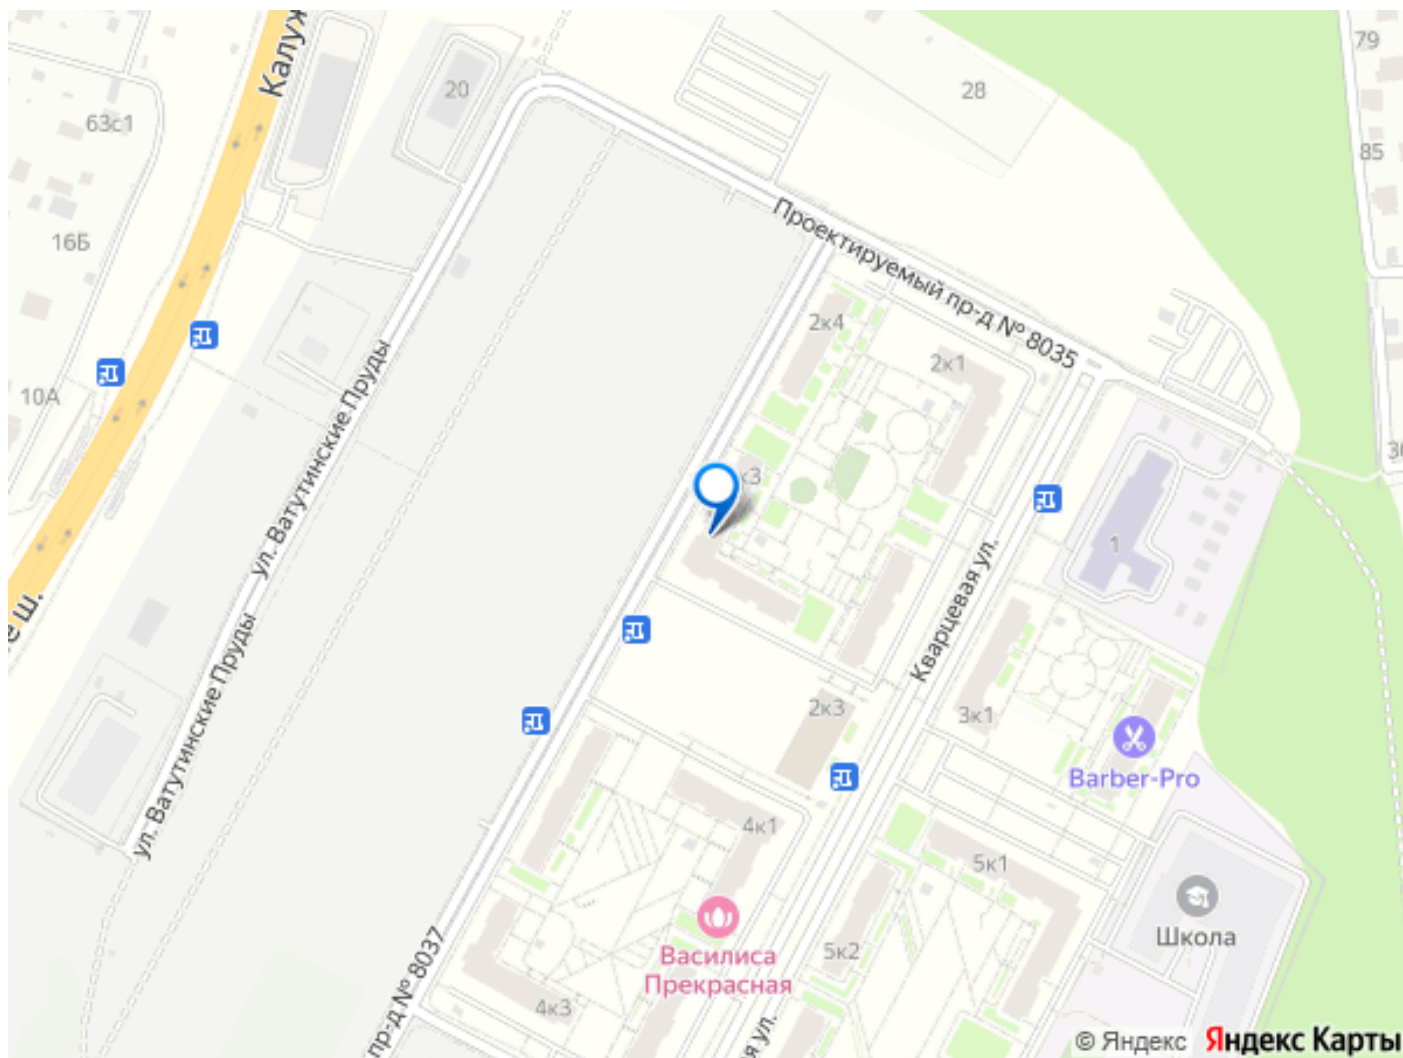 Калуж
79
20
28
63с1
85
16Б
Проектируемый пр-д № 8035
2к4
2к1
10А
ул. Ватутинские Пруды
к3
1
Кварцевая ул.
е ш.
ул. Ватутинские Пруды
2к3
3к1
Barber-Pro
4к1
5к1
Школа
5к2
Василиса
Прекрасная
4к3
пр-д № 8037
ая ул.
© Яндекс Яндекс Карты